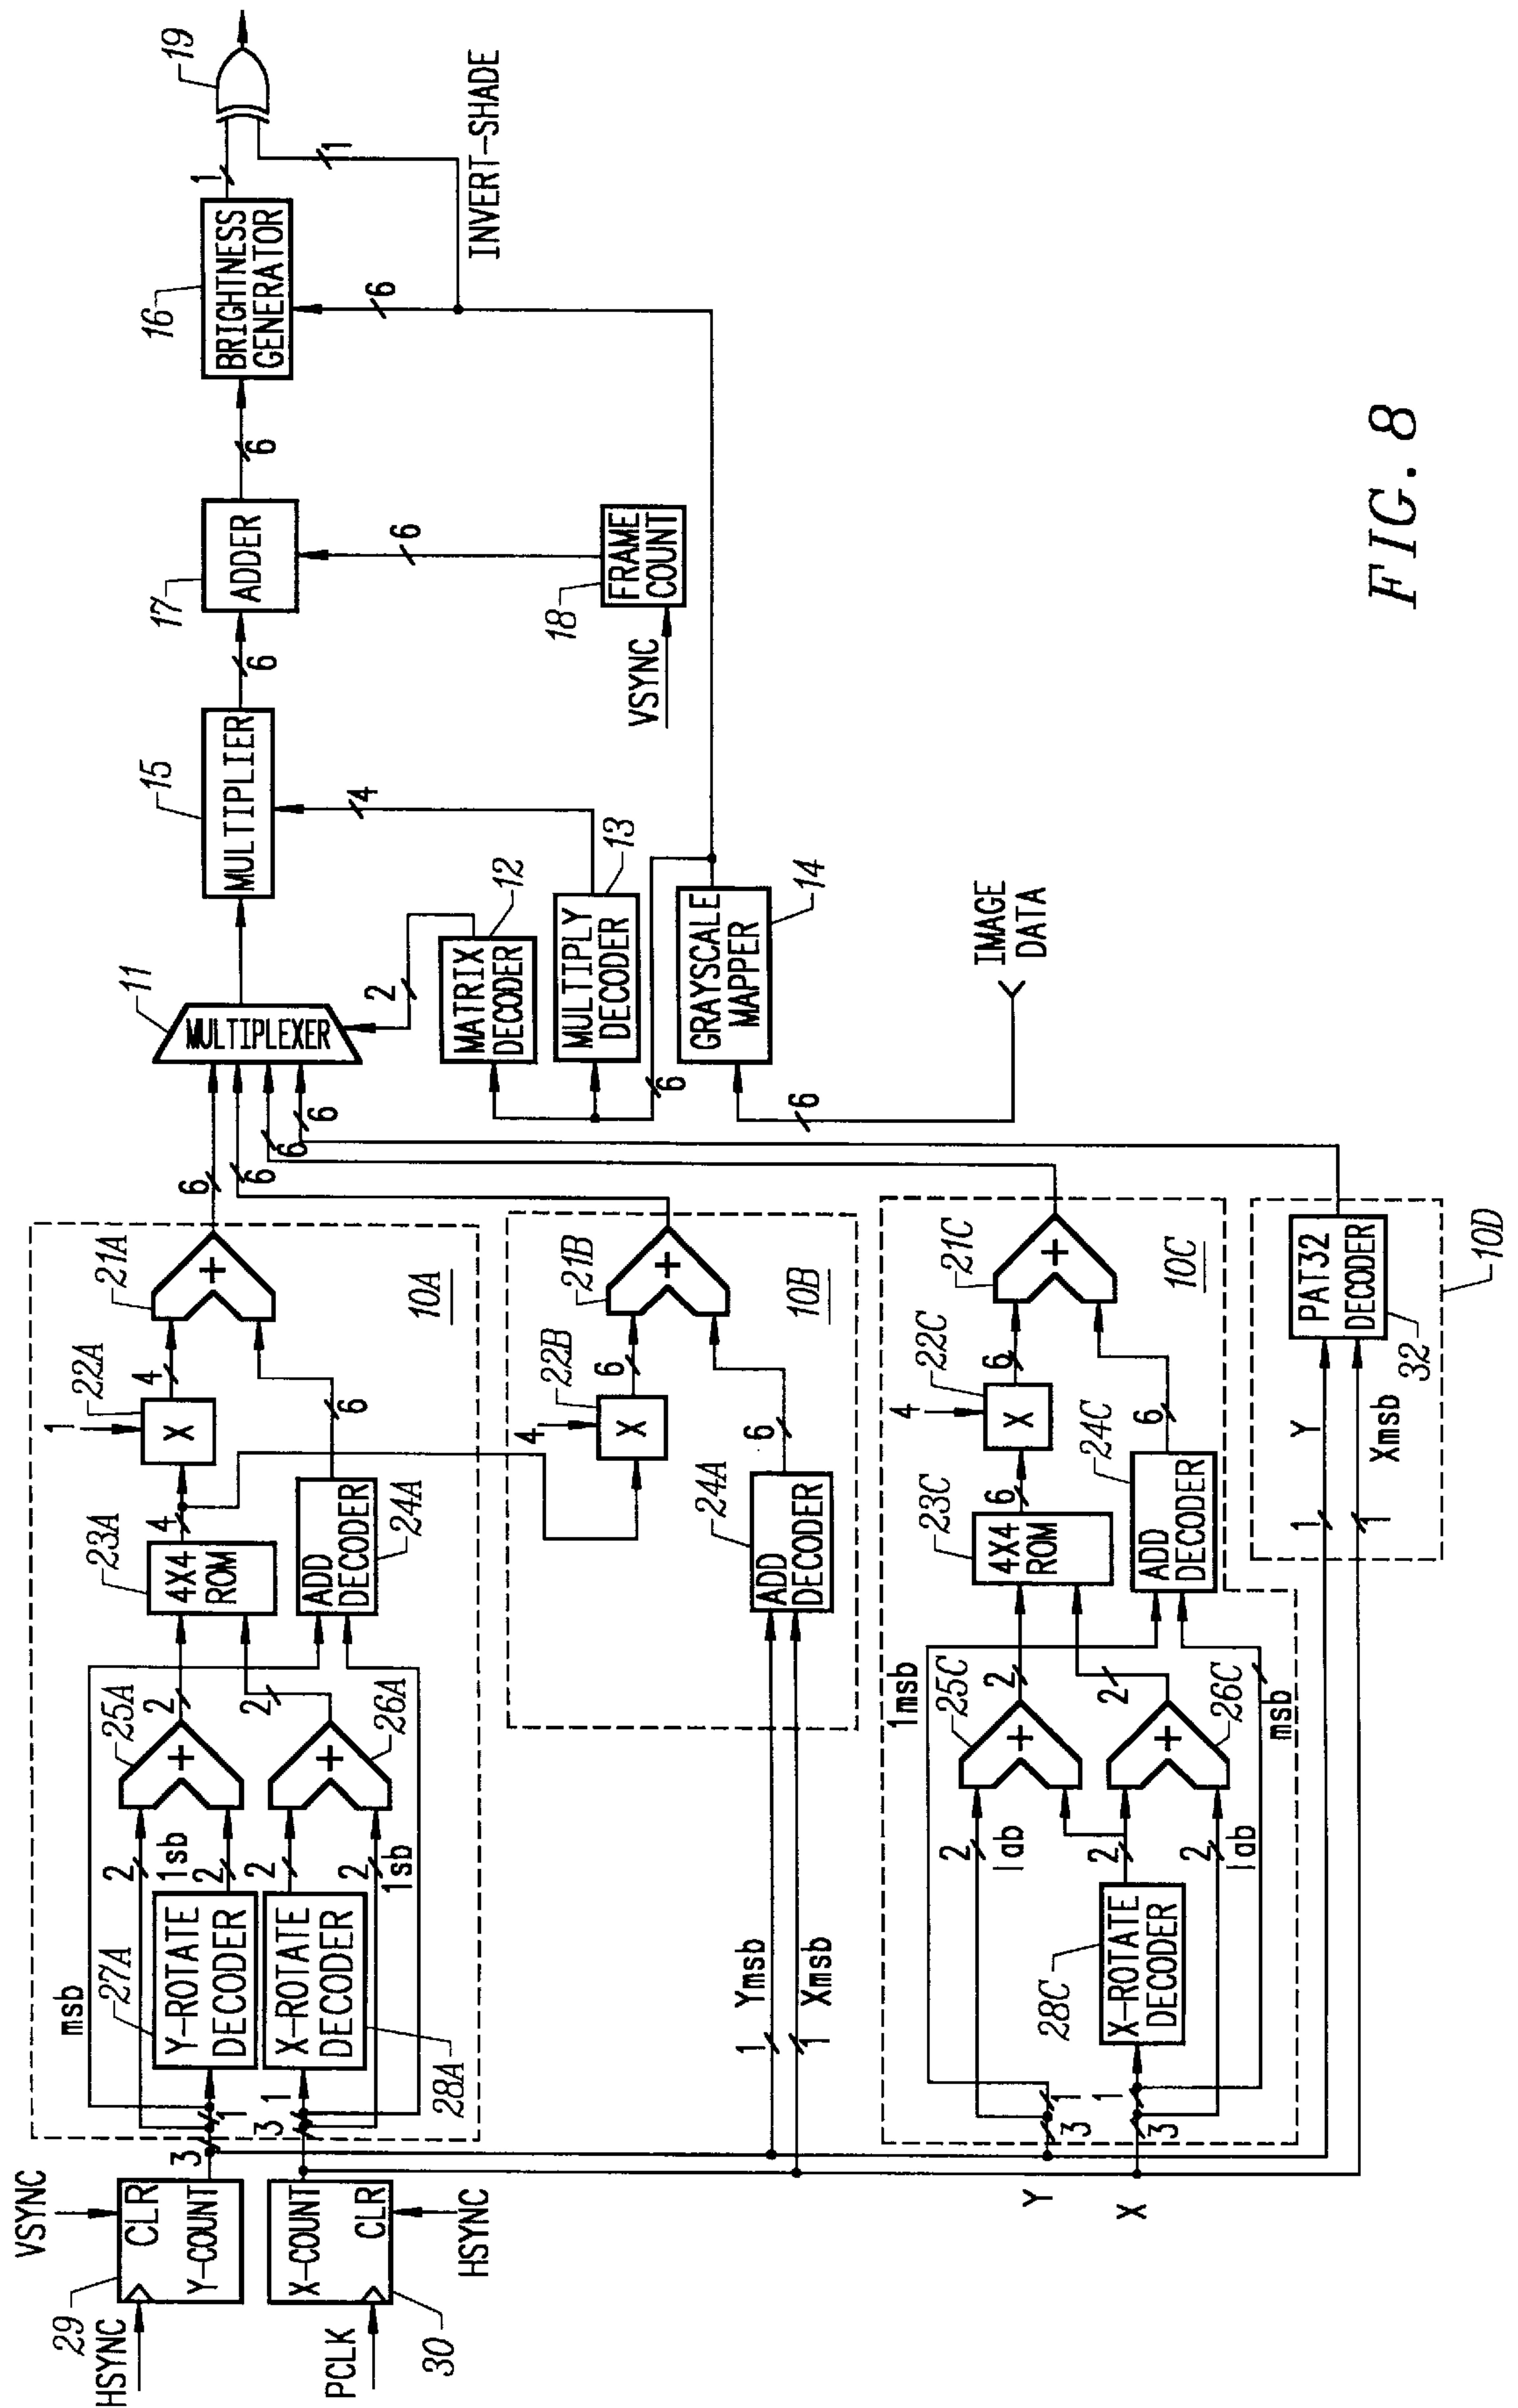 VSYNC
29
HSYNC
CLR
Y-COUNT
3
X-COUNT
CLR
HSYNC
PCLK
30
msb
27A
Y-ROTATE
DECODER
1
2
1sb
2
X-ROTATE
DECODER
28A
3
1
2
2
1sb
25A
2
2
26A
23A
4X4
ROM
4
ADD
DECODER
24A
1
22A
X
4
6
21A
+
+
+
10A
6
Ymsb
1
Xmsb
1
ADD
DECODER
24A
6
4
22B
X
6
21B
+
10B
6
Y
X
3
1
3
1
2
lab
28C
X-ROTATE
DECODER
2
2
lab
1msb
25C
+
2
2
+
26C
msb
23C
4X4
ROM
6
ADD
DECODER
24C
6
4
22C
X
6
21C
+
10C
6
1
Y
1
Xmsb
PAT32
DECODER
32
10D
6
11
MULTIPLEXER
2
MATRIX
DECODER
12
MULTIPLY
DECODER
13
4
6
GRAYSCALE
MAPPER
14
6
IMAGE
DATA
15
MULTIPLIER
6
17
ADDER
6
18
FRAME
COUNT
VSYNC
6
16
BRIGHTNESS
GENERATOR
6
1
1
INVERT-SHADE
19
FIG. 8